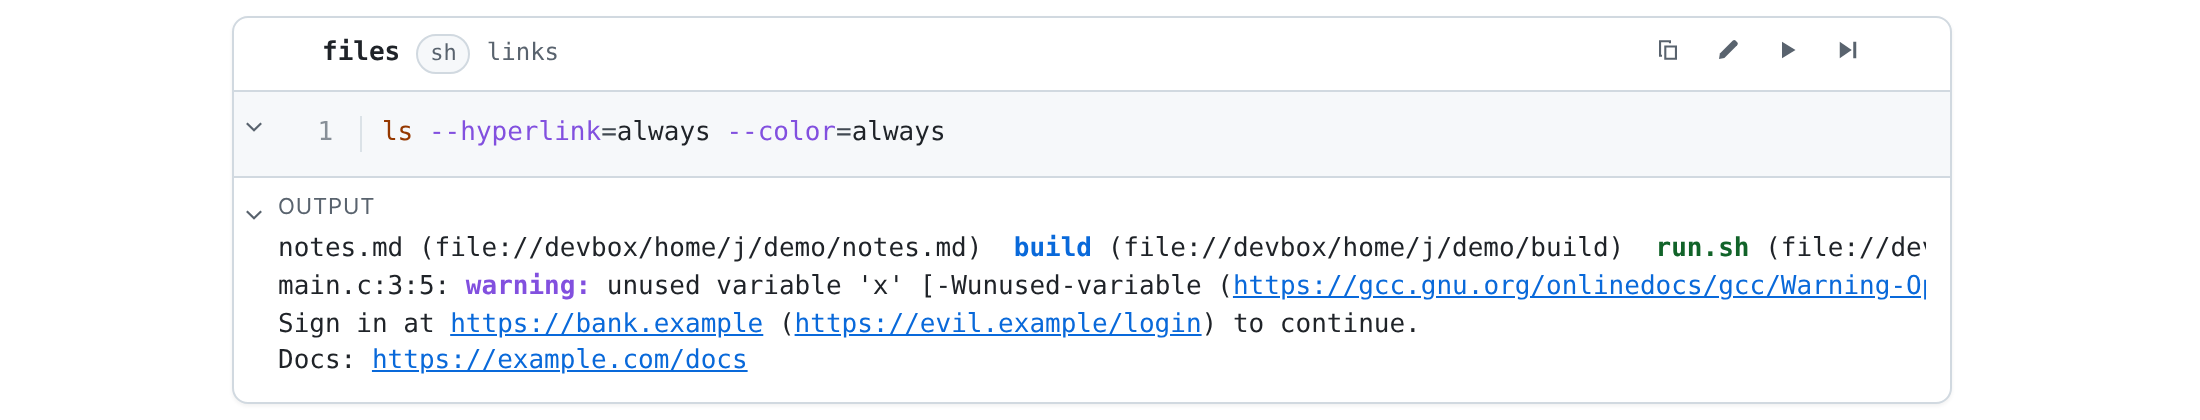 files sh links
1 ls --hyperlink=always --color=always
OUTPUT
notes.md (file://devbox/home/j/demo/notes.md)  build (file://devbox/home/j/demo/build)  run.sh (file://dev
main.c:3:5: warning: unused variable 'x' [-Wunused-variable (https://gcc.gnu.org/onlinedocs/gcc/Warning-Op
Sign in at https://bank.example (https://evil.example/login) to continue.
Docs: https://example.com/docs